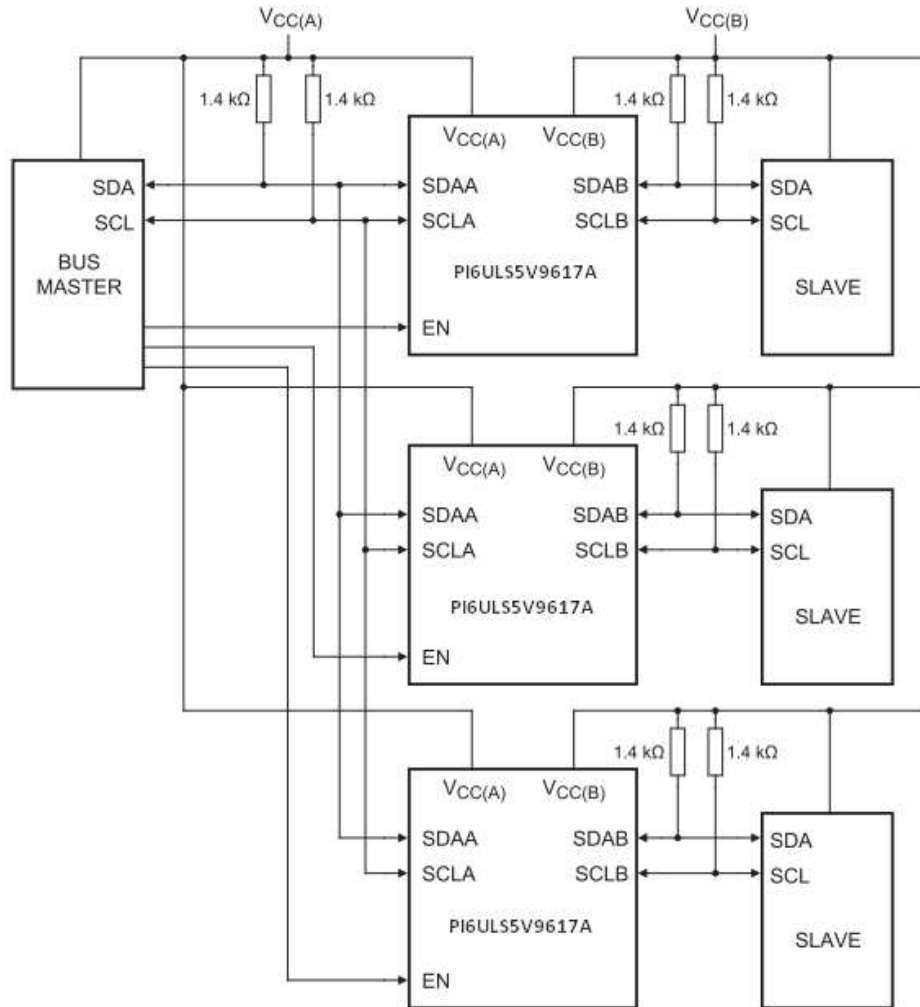 VCC(A)
VCC(B)
1.4 kΩ
1.4 kΩ
1.4 kΩ
1.4 kΩ
VCC(A)
VCC(B)
SDA
SCL
BUS
MASTER
SDAA
SCLA
SDAB
SCLB
PI6ULS5V9617A
EN
SDA
SCL
SLAVE
1.4 kΩ
1.4 kΩ
VCC(A)
VCC(B)
SDAA
SCLA
SDAB
SCLB
PI6ULS5V9617A
EN
SDA
SCL
SLAVE
1.4 kΩ
1.4 kΩ
VCC(A)
VCC(B)
SDAA
SCLA
SDAB
SCLB
PI6ULS5V9617A
EN
SDA
SCL
SLAVE